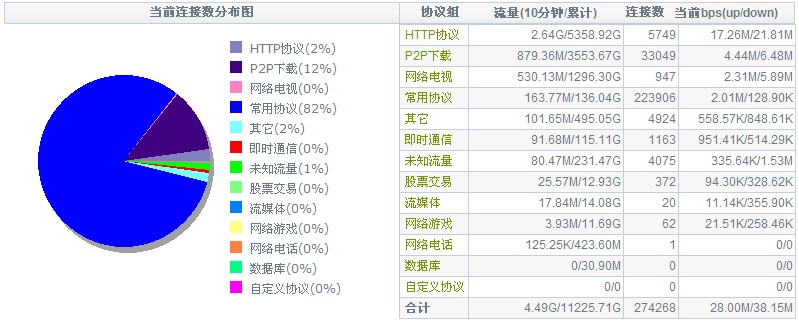 当前连接数分布图
HTTP协议(2%)
P2P下载(12%)
网络电视(0%)
常用协议(82%)
其它(2%)
即时通信(0%)
未知流量(1%)
股票交易(0%)
流媒体(0%)
网络游戏(0%)
网络电话(0%)
数据库(0%)
自定义协议(0%)
协议组 流量(10分钟/累计) 连接数 当前bps(up/down)
HTTP协议 2.64G/5358.92G 5749 17.26M/21.81M
P2P下载 879.36M/3553.67G 33049 4.44M/6.48M
网络电视 530.13M/1296.30G 947 2.31M/5.89M
常用协议 163.77M/136.04G 223906 2.01M/128.90K
其它 101.65M/495.05G 4924 558.57K/848.61K
即时通信 91.68M/115.11G 1163 951.41K/514.29K
未知流量 80.47M/231.47G 4075 335.64K/1.53M
股票交易 25.57M/12.93G 372 94.30K/328.62K
流媒体 17.84M/14.08G 20 11.14K/355.90K
网络游戏 3.93M/11.69G 62 21.51K/258.46K
网络电话 125.25K/423.60M 1 0/0
数据库 0/30.90M 0 0/0
自定义协议 0/0 0 0/0
合计 4.49G/11225.71G 274268 28.00M/38.15M